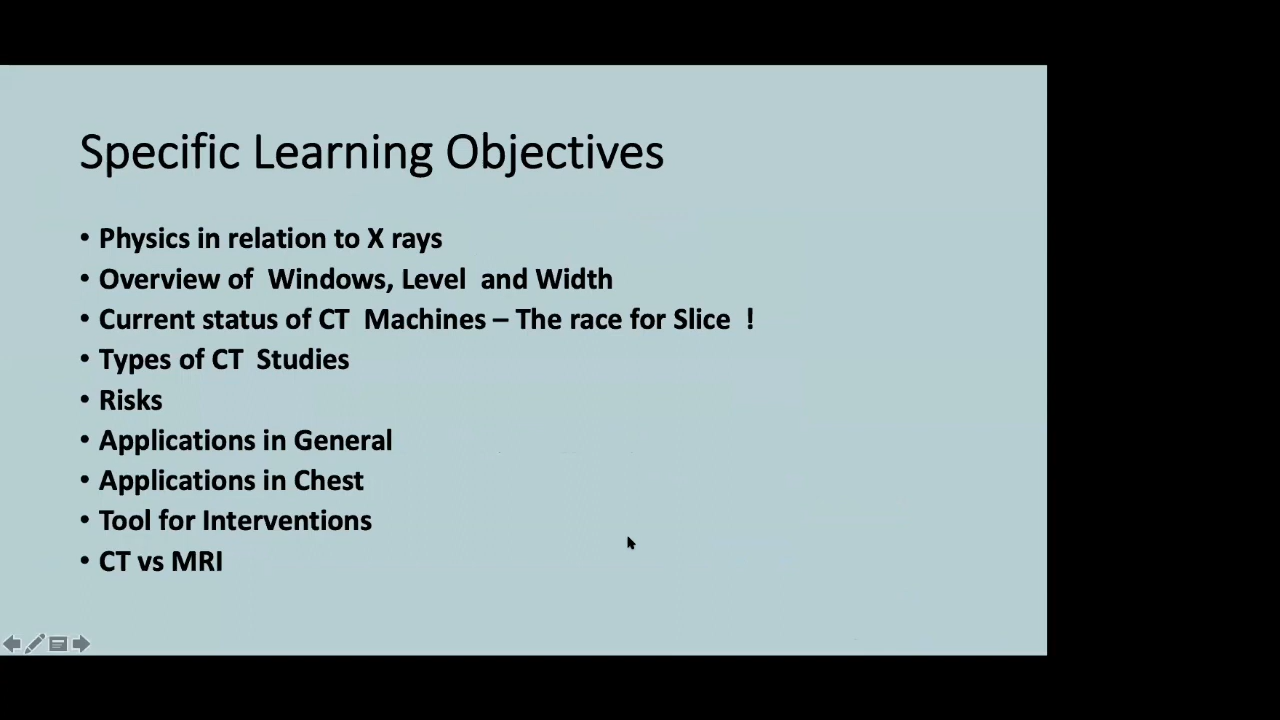 Specific Learning Objectives
• Physics in relation to X rays
• Overview of  Windows, Level  and Width
• Current status of CT  Machines – The race for Slice  !
• Types of CT  Studies
• Risks
• Applications in General
• Applications in Chest
• Tool for Interventions
• CT vs MRI